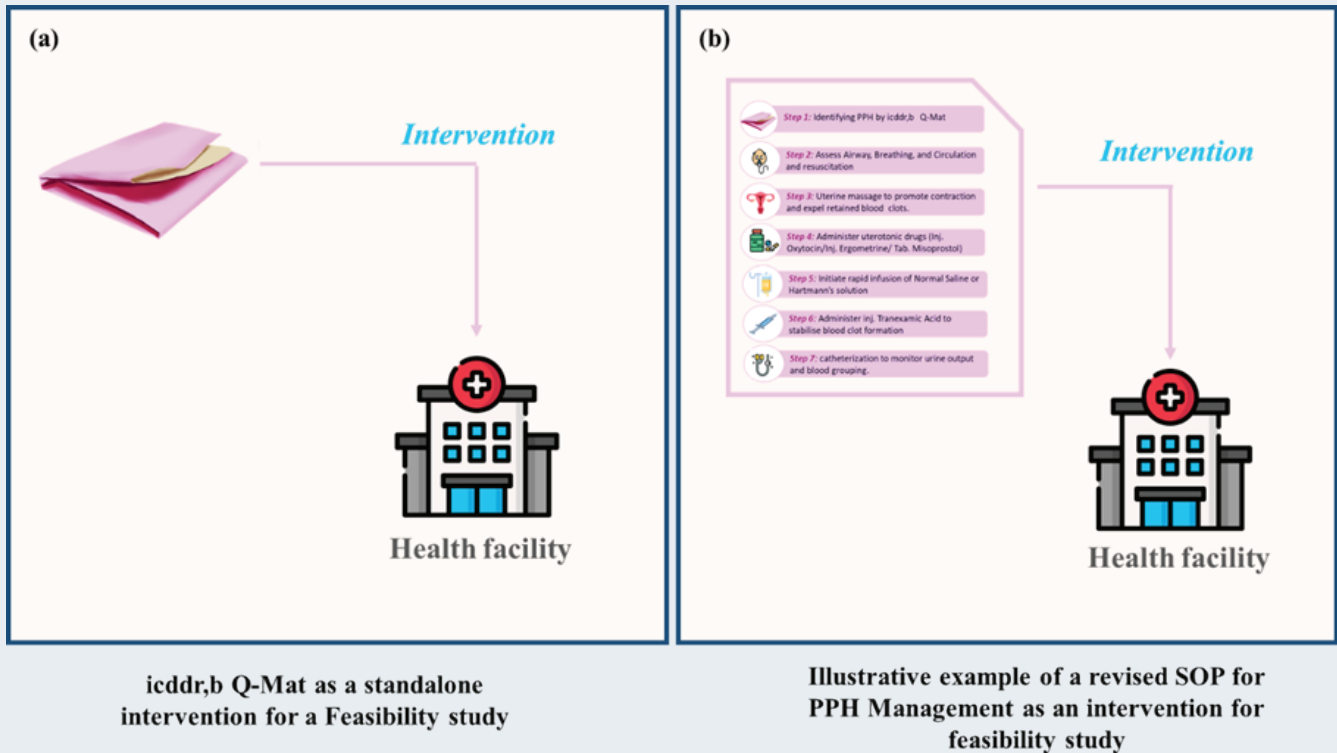 (a)
Intervention
Health facility
icddr,b Q-Mat as a standalone
intervention for a Feasibility study
(b)
Step 1: Identifying PPH by icddr,b Q-Mat
Step 2: Assess Airway, Breathing, and Circulation
and resuscitation
Step 3: Uterine massage to promote contraction
and expel retained blood clots.
Step 4: Administer uterotonic drugs (Inj.
Oxytocin/Inj. Ergometrine/ Tab. Misoprostol)
Step 5: Initiate rapid infusion of Normal Saline or
Hartmann's solution
Step 6: Administer inj. Tranexamic Acid to
stabilise blood clot formation
Step 7: catheterization to monitor urine output
and blood grouping.
Intervention
Health facility
Illustrative example of a revised SOP for
PPH Management as an intervention for
feasibility study